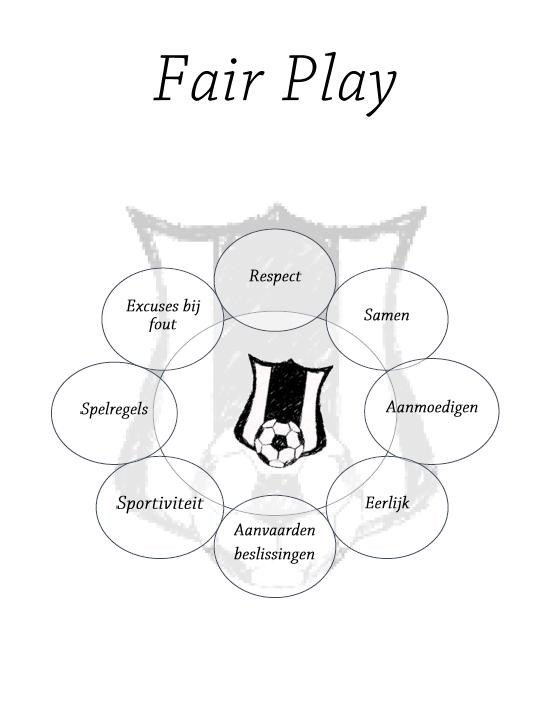 Fair Play
Respect
Samen
Aanmoedigen
Eerlijk
Aanvaarden
beslissingen
Sportiviteit
Spelregels
Excuses bij
fout